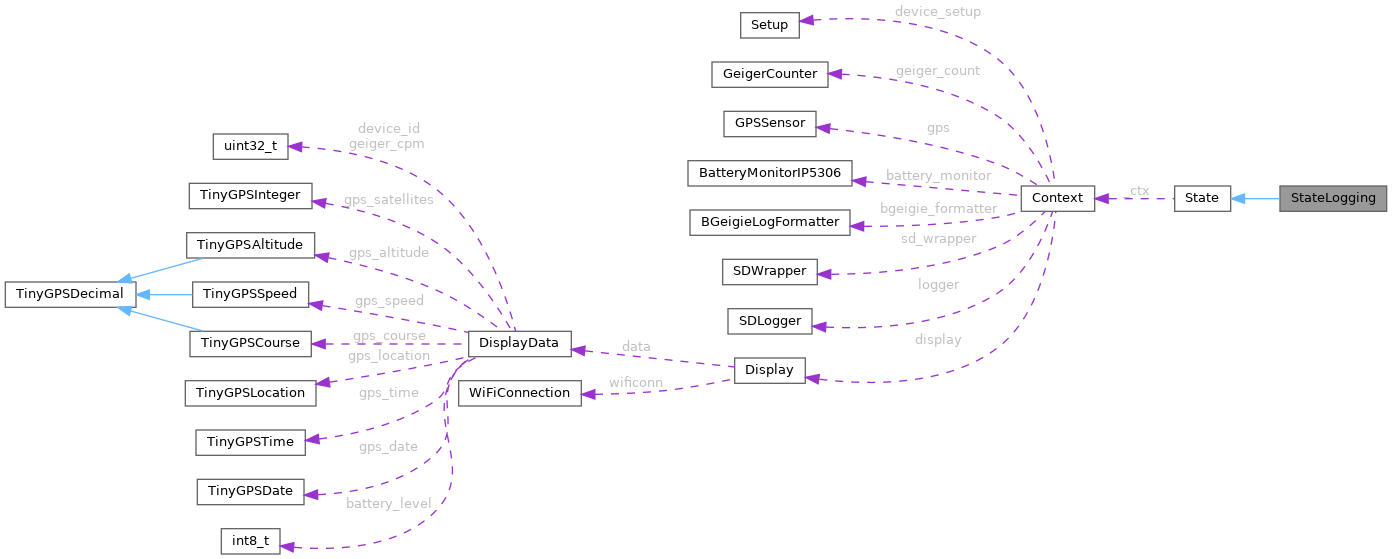 device_setup
Setup
geiger_count
GeigerCounter
gps
GPSSensor
device_id
geiger_cpm
uint32_t
BatteryMonitorIP5306
battery_monitor
TinyGPSInteger
gps_satellites
Context
ctx
State
StateLogging
bgeigie_formatter
BGeigieLogFormatter
sd_wrapper
TinyGPSAltitude
gps_altitude
SDWrapper
logger
TinyGPSDecimal
TinyGPSSpeed
gps_speed
SDLogger
gps_course
TinyGPSCourse
DisplayData
data
display
gps_location
Display
wificonn
TinyGPSLocation
gps_time
WiFiConnection
TinyGPSTime
gps_date
TinyGPSDate
battery_level
int8_t